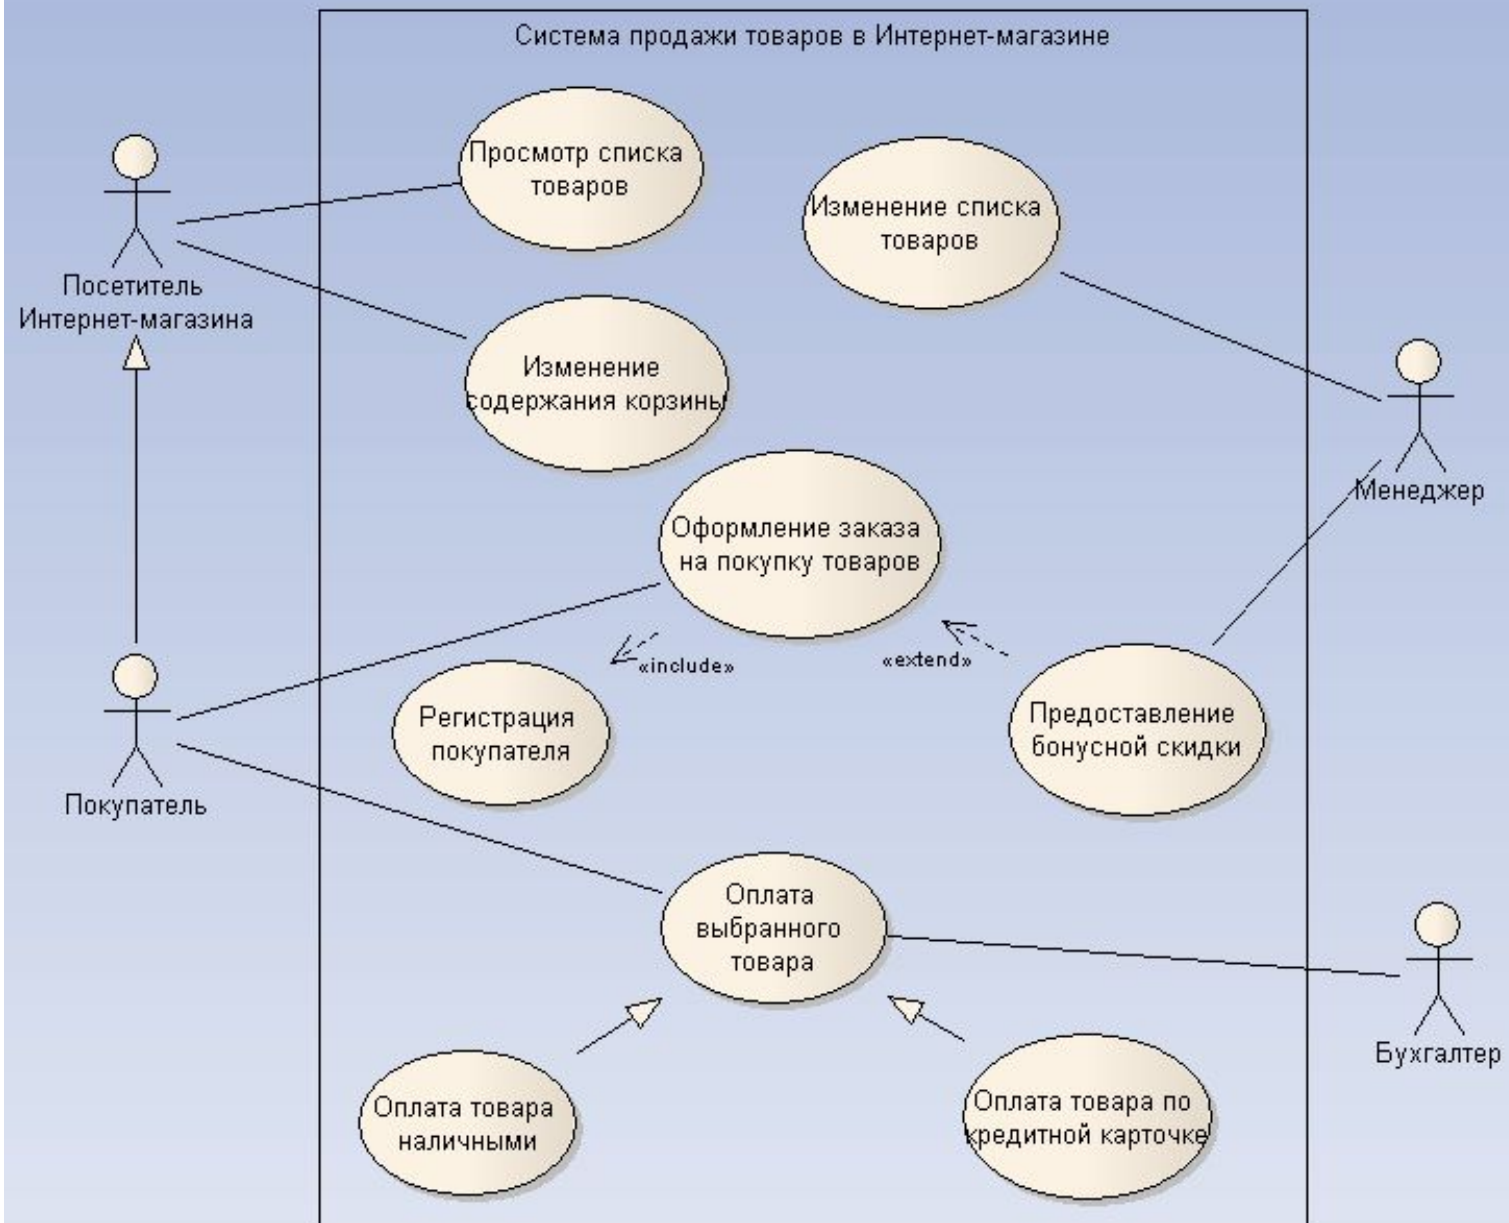 Система продажи товаров в Интернет-магазине
Просмотр списка
товаров
Изменение списка
товаров
Посетитель
Интернет-магазина
Изменение
содержания корзины
Менеджер
Оформление заказа
на покупку товаров
«include»
«extend»
Регистрация
покупателя
Предоставление
бонусной скидки
Покупатель
Оплата
выбранного
товара
Бухгалтер
Оплата товара
наличными
Оплата товара по
кредитной карточке